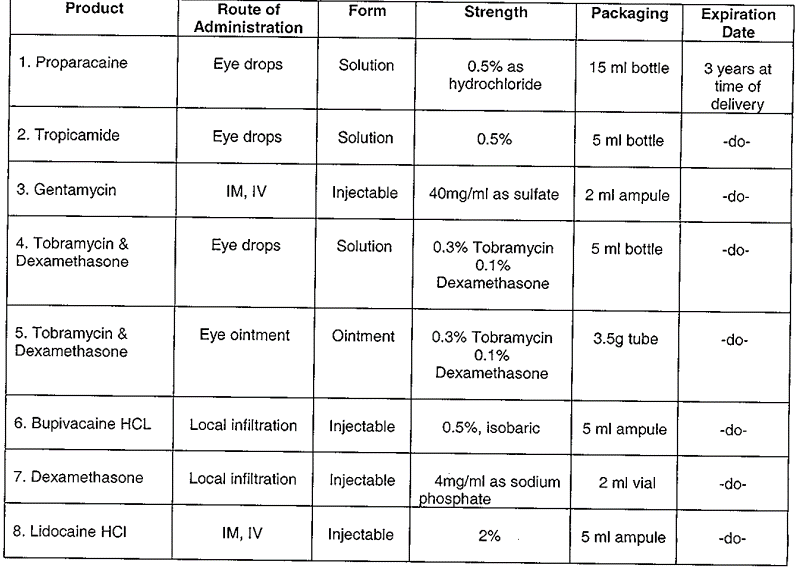 Product Route of Administration Form Strength Packaging Expiration Date
1. Proparacaine Eye drops Solution 0.5% as hydrochloride 15 ml bottle 3 years at time of delivery
2. Tropicamide Eye drops Solution 0.5% 5 ml bottle -do-
3. Gentamycin IM, IV Injectable 40mg/ml as sulfate 2 ml ampule -do-
4. Tobramycin & Dexamethasone Eye drops Solution 0.3% Tobramycin 0.1% Dexamethasone 5 ml bottle -do-
5. Tobramycin & Dexamethasone Eye ointment Ointment 0.3% Tobramycin 0.1% Dexamethasone 3.5g tube -do-
6. Bupivacaine HCL Local infiltration Injectable 0.5%, isobaric 5 ml ampule -do-
7. Dexamethasone Local infiltration Injectable 4mg/ml as sodium phosphate 2 ml vial -do-
8. Lidocaine HCl IM, IV Injectable 2% 5 ml ampule -do-